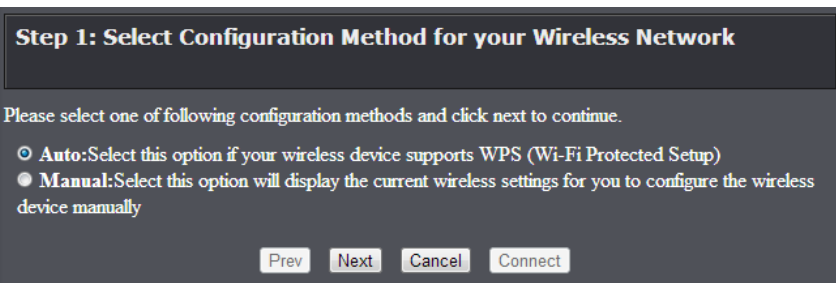 Step 1: Select Configuration Method for your Wireless Network
Please select one of following configuration methods and click next to continue.
Auto:Select this option if your wireless device supports WPS (Wi-Fi Protected Setup)
Manual:Select this option will display the current wireless settings for you to configure the wireless
device manually
Prev Next Cancel Connect